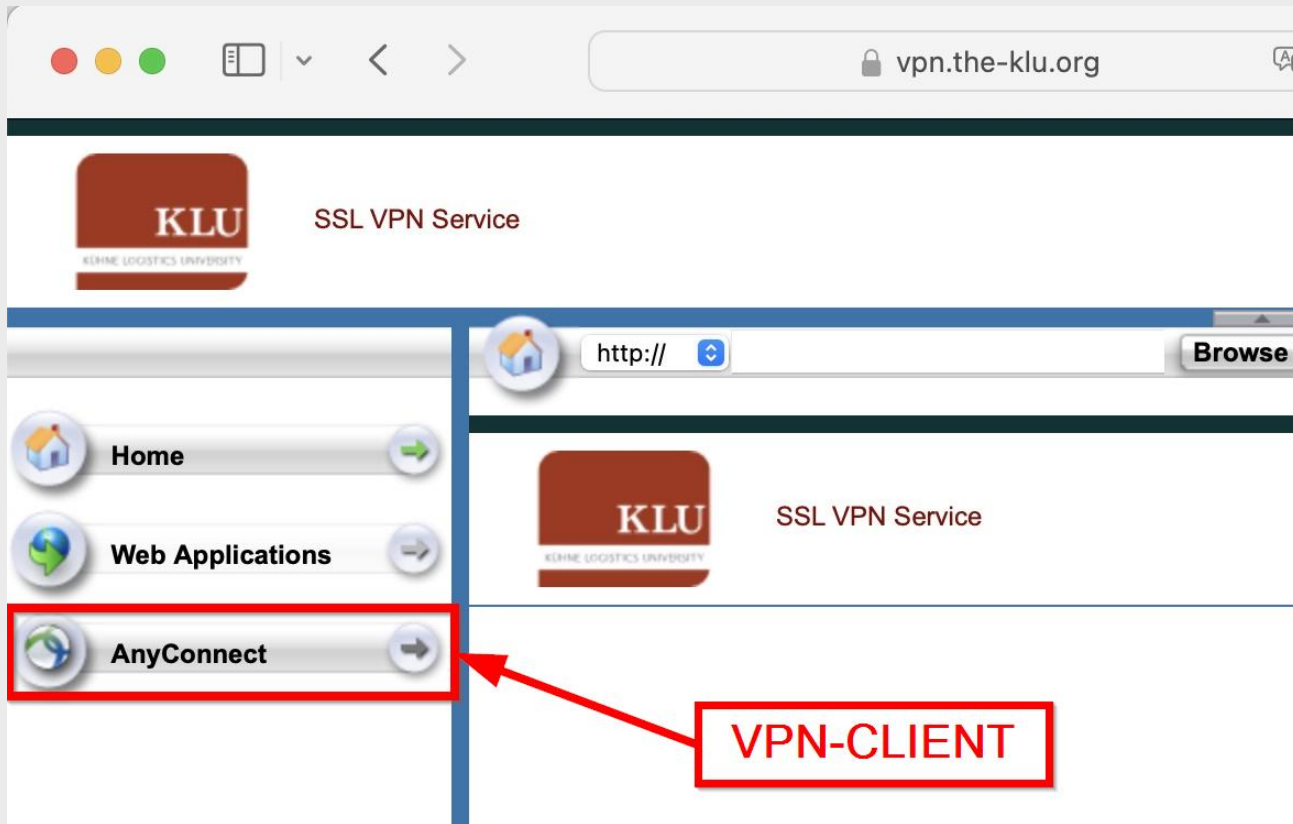 vpn.the-klu.org
KLU
KÜHNE LOGISTICS UNIVERSITY
SSL VPN Service
http://
Browse
Home
Web Applications
AnyConnect
KLU
KÜHNE LOGISTICS UNIVERSITY
SSL VPN Service
VPN-CLIENT